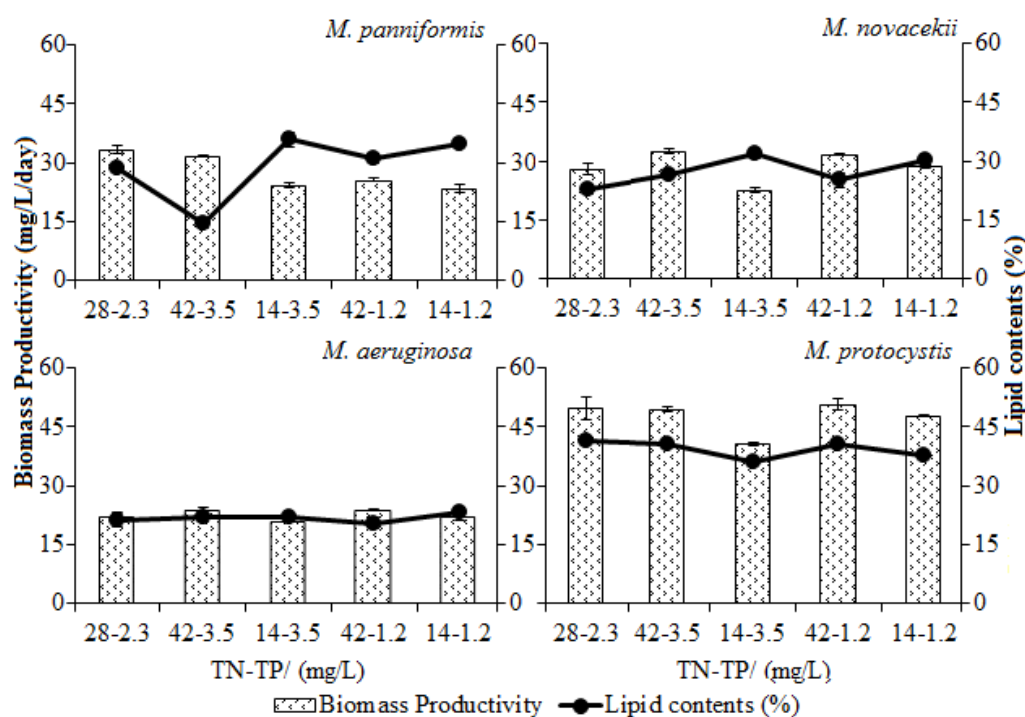 M. panniformis
M. novacekii
60 60 60
45 45 45
30 30 30
15 15 15
0 0 0
28-2.3 42-3.5 14-3.5 42-1.2 14-1.2
28-2.3 42-3.5 14-3.5 42-1.2 14-1.2
Biomass Productivity (mg/L/day)
Lipid contents (%)
M. aeruginosa
M. protocystis
60 60 60
45 45 45
30 30 30
15 15 15
0 0 0
28-2.3 42-3.5 14-3.5 42-1.2 14-1.2
28-2.3 42-3.5 14-3.5 42-1.2 14-1.2
TN-TP/ (mg/L)
TN-TP/ (mg/L)
Biomass Productivity Lipid contents (%)